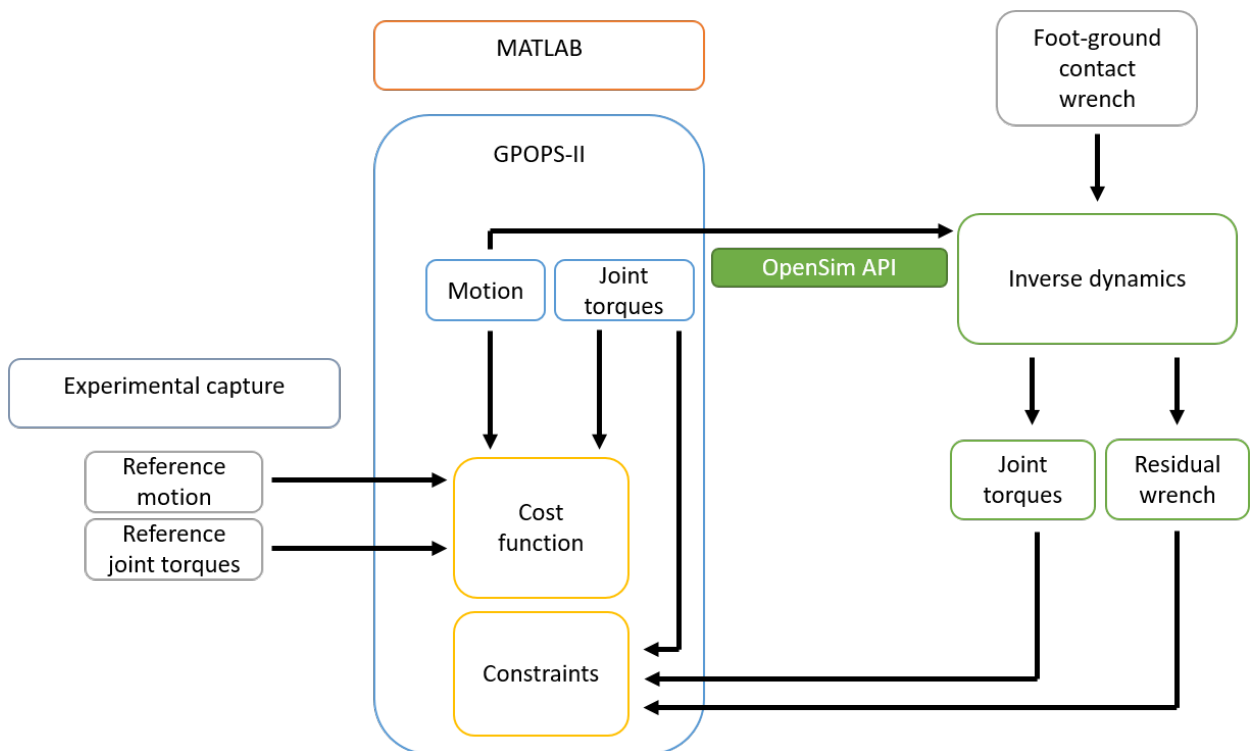 MATLAB
Foot-ground
contact
wrench
GPOPS-II
OpenSim API
Inverse dynamics
Motion
Joint
torques
Experimental capture
Reference
motion
Reference
joint torques
Cost
function
Constraints
Joint
torques
Residual
wrench